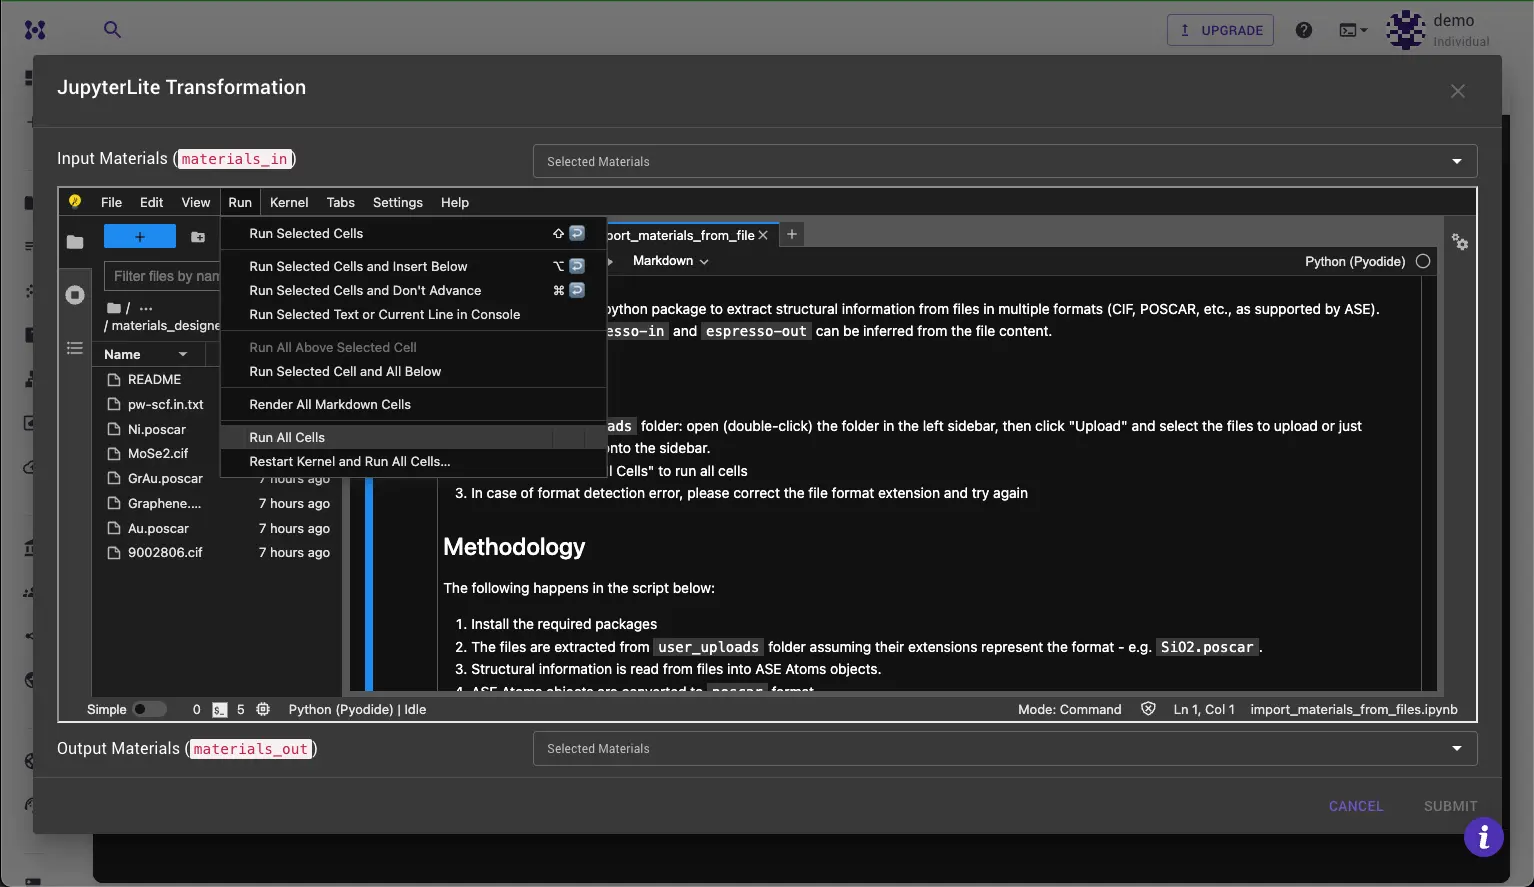 UPGRADE
demo
Individual
JupyterLite Transformation
Input Materials (materials_in)
Selected Materials
File Edit View Run Kernel Tabs Settings Help
Run Selected Cells
Run Selected Cells and Insert Below
Run Selected Cells and Don't Advance
Run Selected Text or Current Line in Console
Run All Above Selected Cell
Run Selected Cell and All Below
Render All Markdown Cells
Run All Cells
Restart Kernel and Run All Cells...
+
Filter files by nam
/ ...
/ materials_designe
Name
README
pw-scf.in.txt
Ni.poscar
MoSe2.cif
GrAu.poscar 7 hours ago
Graphene.... 7 hours ago
Au.poscar 7 hours ago
9002806.cif 7 hours ago
port_materials_from_file
Markdown
Python (Pyodide)
python package to extract structural information from files in multiple formats (CIF, POSCAR, etc., as supported by ASE).
esso-in and espresso-out can be inferred from the file content.
ads folder: open (double-click) the folder in the left sidebar, then click "Upload" and select the files to upload or just
onto the sidebar.
l Cells" to run all cells
3. In case of format detection error, please correct the file format extension and try again
Methodology
The following happens in the script below:
1. Install the required packages
2. The files are extracted from user_uploads folder assuming their extensions represent the format - e.g. SiO2.poscar .
3. Structural information is read from files into ASE Atoms objects.
4. ASE Atoms objects are converted to poscar format
Simple 0 $_ 5 Python (Pyodide) | Idle
Mode: Command Ln 1, Col 1 import_materials_from_files.ipynb
Output Materials (materials_out)
Selected Materials
CANCEL SUBMIT